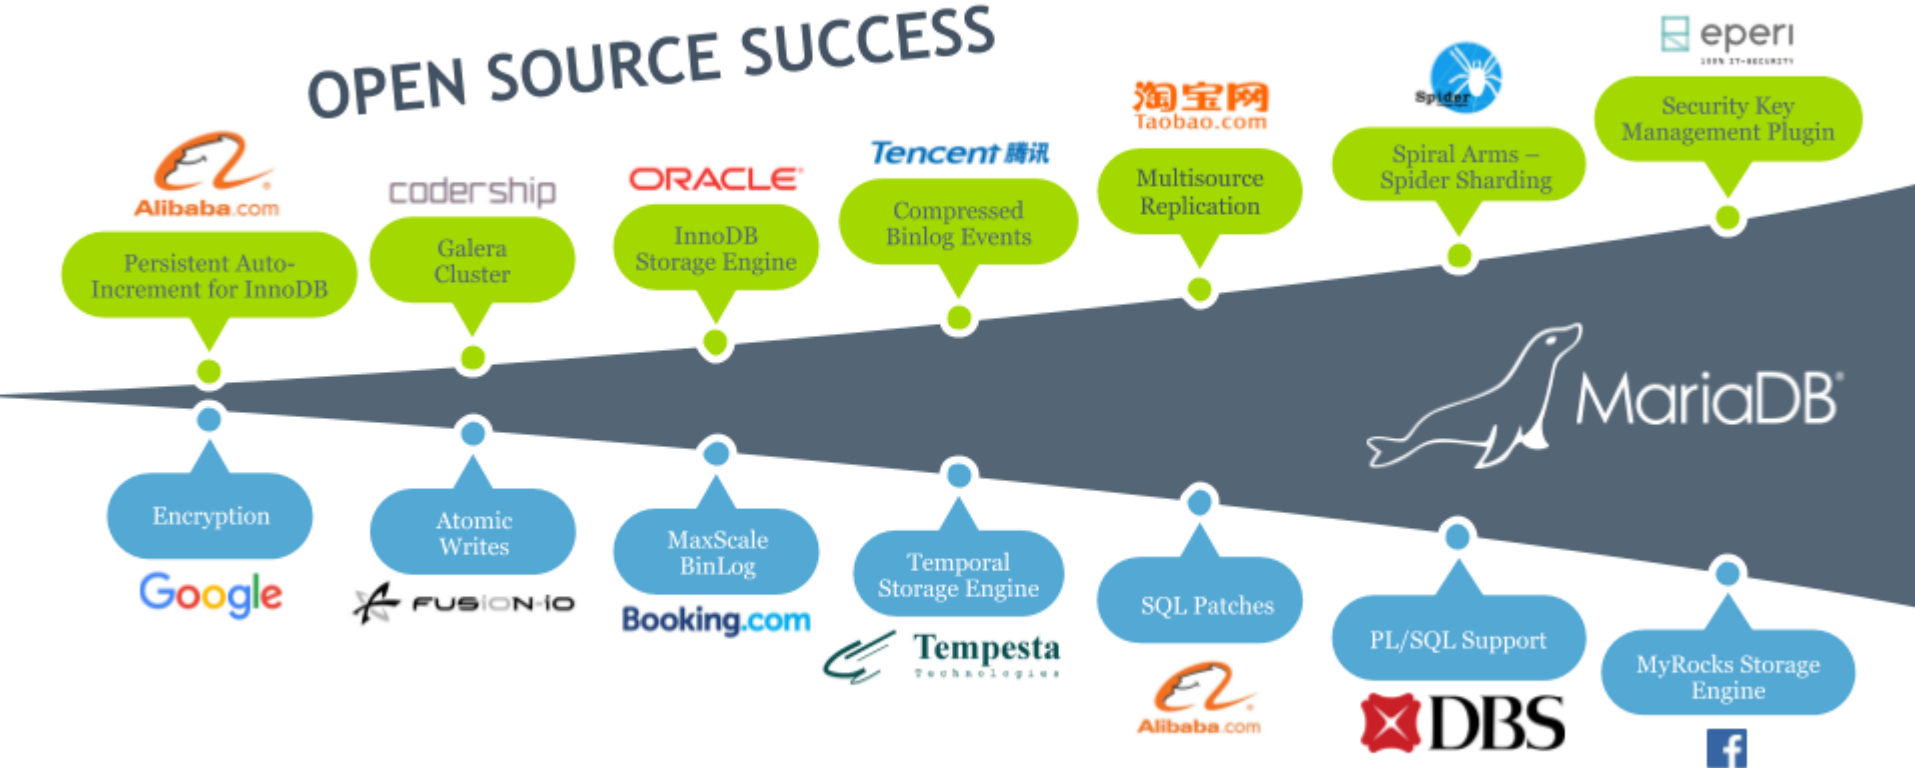 OPEN SOURCE SUCCESS
Alibaba.com
Persistent Auto-
Increment for InnoDB
codership
Galera
Cluster
ORACLE
InnoDB
Storage Engine
Tencent 腾讯
Compressed
Binlog Events
淘宝网
Taobao.com
Multisource
Replication
Spider
Spiral Arms –
Spider Sharding
eperi
100% IT-SECURITY
Security Key
Management Plugin
MariaDB
Encryption
Google
Atomic
Writes
FUSION-iO
MaxScale
BinLog
Booking.com
Temporal
Storage Engine
Tempesta
Technologies
SQL Patches
Alibaba.com
PL/SQL Support
DBS
MyRocks Storage
Engine
f